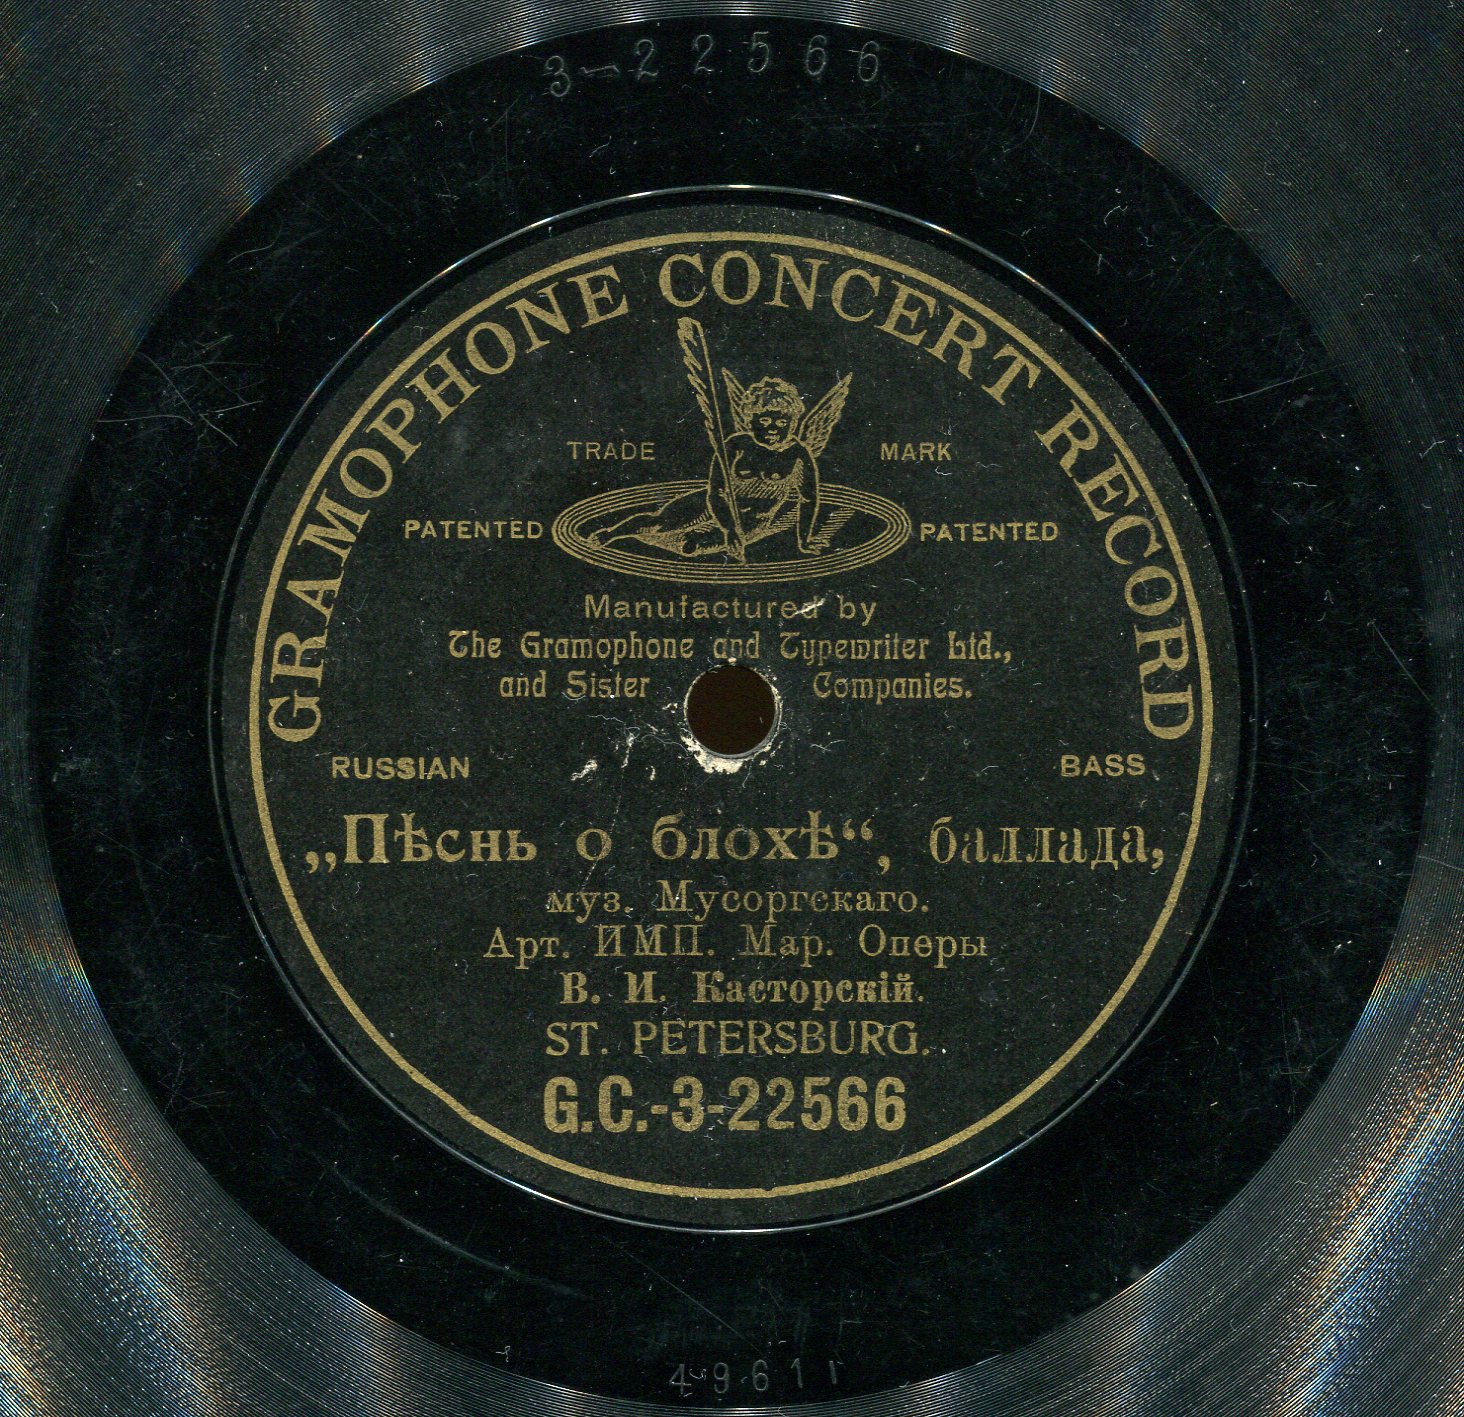 3-22566
GRAMOPHONE CONCERT RECORD
TRADE MARK
PATENTED PATENTED
Manufactured by
The Gramophone and Typewriter Ltd.,
and Sister Companies.
RUSSIAN BASS
„Пѣснь о блохѣ“, баллада,
муз. Мусоргскаго.
Арт. ИМП. Мар. Оперы
В. И. Касторскій.
ST. PETERSBURG.
G.C.-3-22566
4961 l